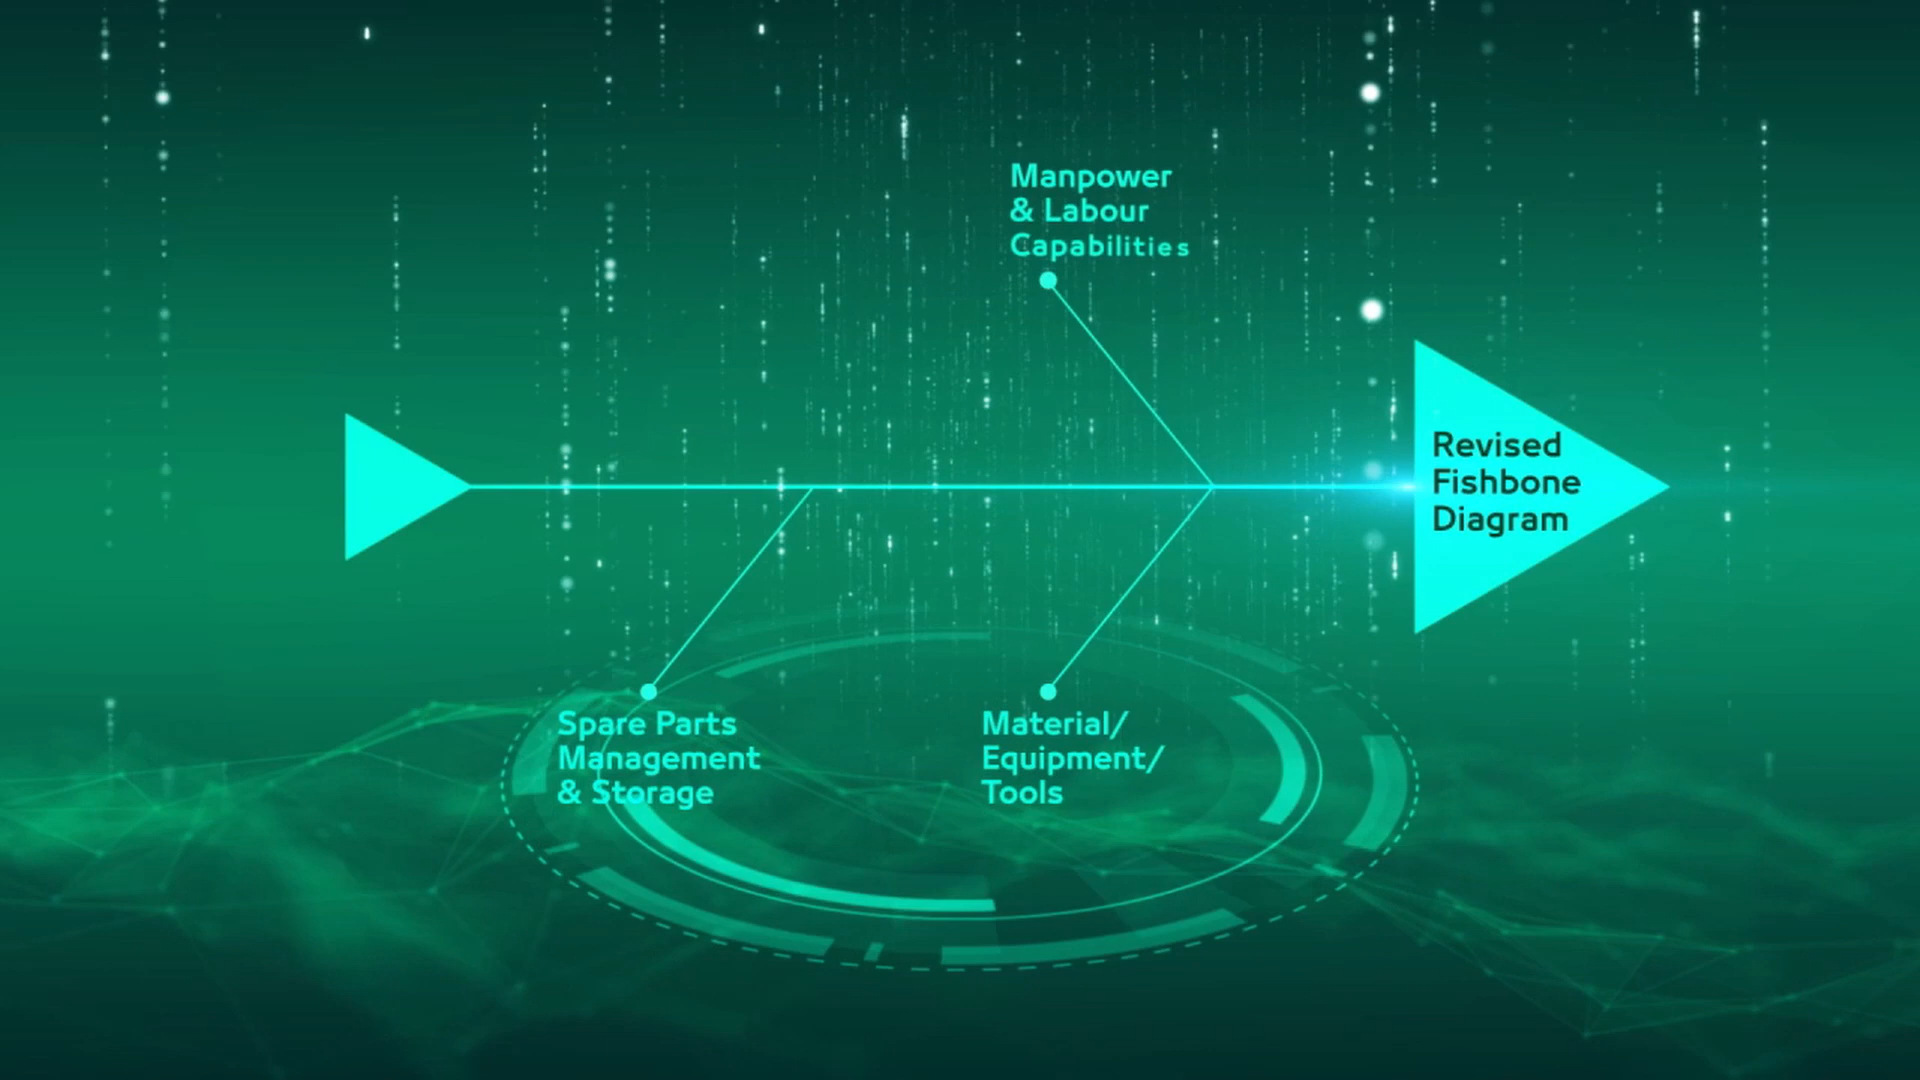 Manpower
& Labour
Capabilities
Revised
Fishbone
Diagram
Spare Parts
Management
& Storage
Material/
Equipment/
Tools